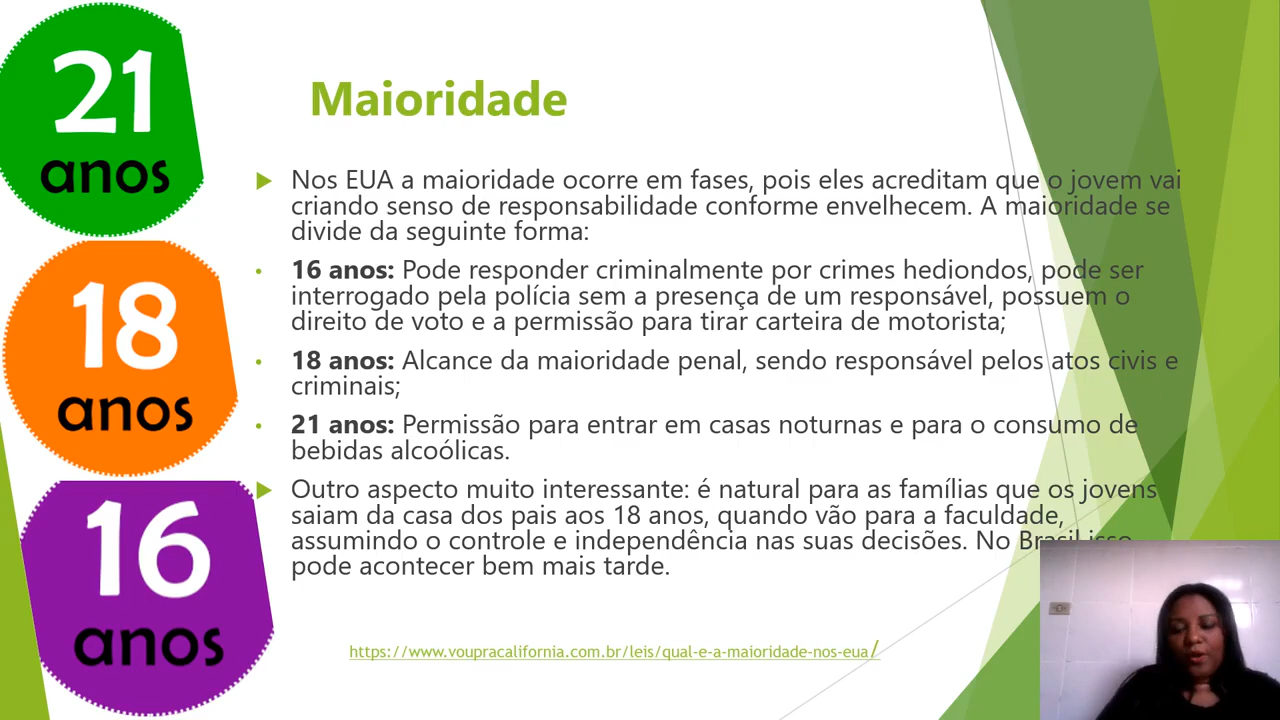 21
anos
18
anos
16
anos
Maioridade
Nos EUA a maioridade ocorre em fases, pois eles acreditam que o jovem vai
criando senso de responsabilidade conforme envelhecem. A maioridade se
divide da seguinte forma:
16 anos: Pode responder criminalmente por crimes hediondos, pode ser
interrogado pela polícia sem a presença de um responsável, possuem o
direito de voto e a permissão para tirar carteira de motorista;
18 anos: Alcance da maioridade penal, sendo responsável pelos atos civis e
criminais;
21 anos: Permissão para entrar em casas noturnas e para o consumo de
bebidas alcoólicas.
Outro aspecto muito interessante: é natural para as famílias que os jovens
saiam da casa dos pais aos 18 anos, quando vão para a faculdade,
assumindo o controle e independência nas suas decisões. No Brasil isso
pode acontecer bem mais tarde.
https://www.voupracalifornia.com.br/leis/qual-e-a-maioridade-nos-eua/